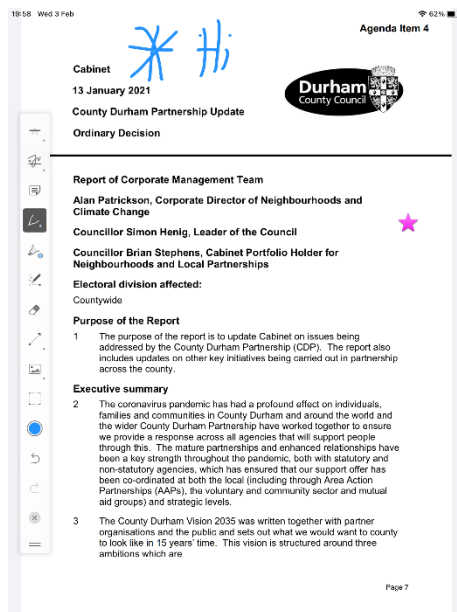 19:58 Wed 3 Feb
62%
Agenda Item 4
Hi
Cabinet
13 January 2021
County Durham Partnership Update
Ordinary Decision
Durham
County Council
Report of Corporate Management Team
Alan Patrickson, Corporate Director of Neighbourhoods and
Climate Change
Councillor Simon Henig, Leader of the Council
Councillor Brian Stephens, Cabinet Portfolio Holder for
Neighbourhoods and Local Partnerships
Electoral division affected:
Countywide
Purpose of the Report
1 The purpose of the report is to update Cabinet on issues being
addressed by the County Durham Partnership (CDP). The report also
includes updates on other key initiatives being carried out in partnership
across the county.
Executive summary
2 The coronavirus pandemic has had a profound effect on individuals,
families and communities in County Durham and around the world and
the wider County Durham Partnership have worked together to ensure
we provide a response across all agencies that will support people
through this. The mature partnerships and enhanced relationships have
been a key strength throughout the pandemic, both with statutory and
non-statutory agencies, which has ensured that our support offer has
been co-ordinated at both the local (including through Area Action
Partnerships (AAPs), the voluntary and community sector and mutual
aid groups) and strategic levels.
3 The County Durham Vision 2035 was written together with partner
organisations and the public and sets out what we would want to county
to look like in 15 years' time. This vision is structured around three
ambitions which are
Page 7